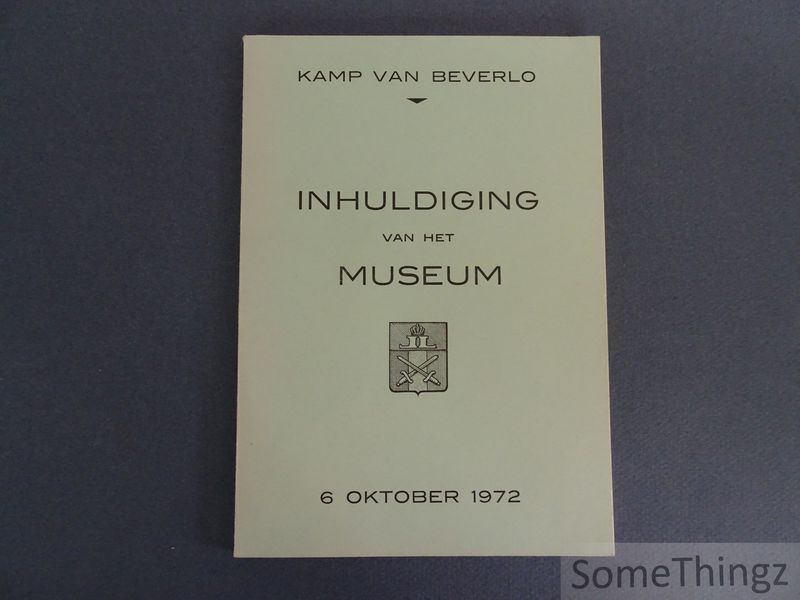 KAMP VAN BEVERLO
INHULDIGING
VAN HET
MUSEUM
6 OKTOBER 1972
SomeThingz